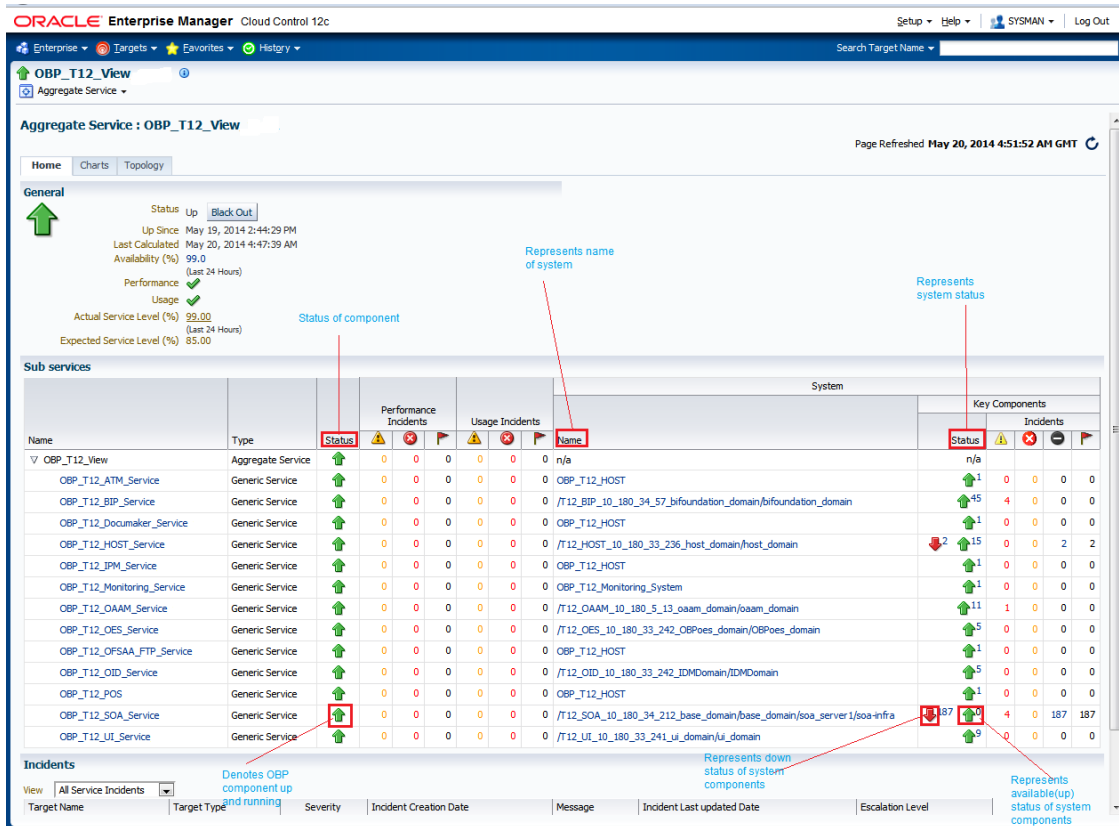 ORACLE Enterprise Manager Cloud Control 12c
Setup Help SYSMAN Log Out
Enterprise Targets Favorites History
Search Target Name
OBP_T12_View
Aggregate Service
Aggregate Service : OBP_T12_View
Page Refreshed May 20, 2014 4:51:52 AM GMT
Home Charts Topology
General
Status Up Black Out
Up Since May 19, 2014 2:44:29 PM
Last Calculated May 20, 2014 4:47:39 AM
Availability (%) 99.0
(Last 24 Hours)
Performance
Usage
Actual Service Level (%) 99.00
(Last 24 Hours)
Expected Service Level (%) 85.00
Status of component
Represents name
of system
Represents
system status
Sub services
System
Key Components
Performance
Incidents
Usage Incidents
Incidents
Name Type Status Name Status
OBP_T12_View Aggregate Service 0 0 0 0 0 0 n/a n/a
OBP_T12_ATM_Service Generic Service 0 0 0 0 0 0 OBP_T12_HOST 1 0 0 0 0
OBP_T12_BIP_Service Generic Service 0 0 0 0 0 0 /T12_BIP_10_180_34_57_bifoundation_domain/bifoundation_domain 45 4 0 0 0
OBP_T12_Documaker_Service Generic Service 0 0 0 0 0 0 OBP_T12_HOST 1 0 0 0 0
OBP_T12_HOST_Service Generic Service 0 0 0 0 0 0 /T12_HOST_10_180_33_236_host_domain/host_domain 2 15 0 0 2 2
OBP_T12_IPM_Service Generic Service 0 0 0 0 0 0 OBP_T12_HOST 1 0 0 0 0
OBP_T12_Monitoring_Service Generic Service 0 0 0 0 0 0 OBP_T12_Monitoring_System 1 0 0 0 0
OBP_T12_OAAM_Service Generic Service 0 0 0 0 0 0 /T12_OAAM_10_180_5_13_oaam_domain/oaam_domain 11 1 0 0 0
OBP_T12_OES_Service Generic Service 0 0 0 0 0 0 /T12_OES_10_180_33_242_OBPoes_domain/OBPoes_domain 5 0 0 0 0
OBP_T12_OFSAA_FTP_Service Generic Service 0 0 0 0 0 0 OBP_T12_HOST 1 0 0 0 0
OBP_T12_OID_Service Generic Service 0 0 0 0 0 0 /T12_OID_10_180_33_242_IDMDomain/IDMDomain 5 0 0 0 0
OBP_T12_POS Generic Service 0 0 0 0 0 0 OBP_T12_HOST 1 0 0 0 0
OBP_T12_SOA_Service Generic Service 0 0 0 0 0 0 /T12_SOA_10_180_34_212_base_domain/base_domain/soa_server1/soa-infra 187 0 4 0 187 187
OBP_T12_UI_Service Generic Service 0 0 0 0 0 0 /T12_UI_10_180_33_241_ui_domain/ui_domain 9 0 0 0 0
Denotes OBP
component up
and running
Represents down
status of system
components
Represents
available(up)
status of system
components
Incidents
View All Service Incidents
Target Name Target Type Severity Incident Creation Date Message Incident Last updated Date Escalation Level